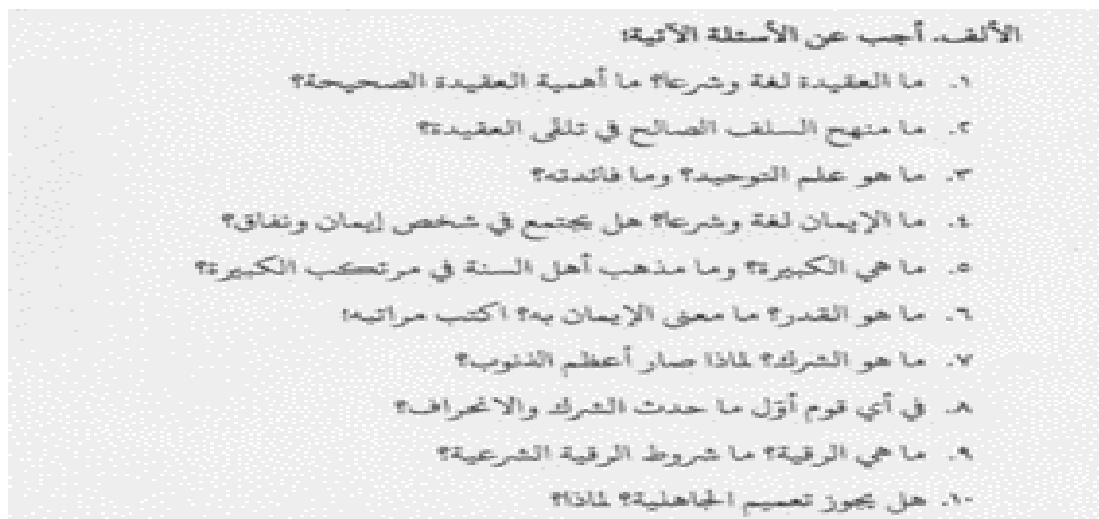 الألف. أجب عن الأسئلة الآتية:
١. ما العقيدة لغة وشرعا؟ ما أهمية العقيدة الصحيحة؟
٢. ما منهج السلف الصالح في تلقّى العقيدة؟
٣. ما هو علم التوحيد؟ وما فائدته؟
٤. ما الإيمان لغة وشرعا؟ هل يجتمع في شخص إيمان ونفاق؟
٥. ما هي الكبيرة؟ وما مذهب أهل السنة في مرتكب الكبيرة؟
٦. ما هو القدر؟ ما معنى الإيمان به؟ اكتب مراتبه:
٧. ما هو الشرك؟ لماذا صار أعظم الذنوب؟
٨. في أي قوم أوّل ما حدث الشرك والانحراف؟
٩. ما هي الرقية؟ ما شروط الرقية الشرعية؟
١٠. هل يجوز تعميم الجاهلية؟ لماذا؟